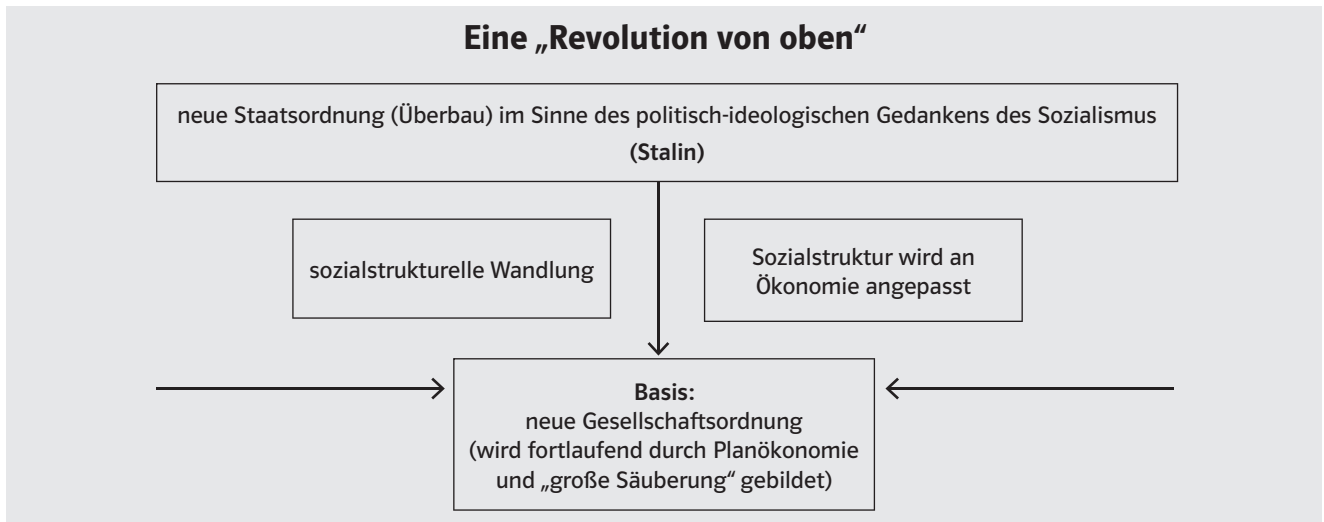 Eine „Revolution von oben“
neue Staatsordnung (Überbau) im Sinne des politisch-ideologischen Gedankens des Sozialismus
(Stalin)
sozialstrukturelle Wandlung
Sozialstruktur wird an
Ökonomie angepasst
Basis:
neue Gesellschaftsordnung
(wird fortlaufend durch Planökonomie
und „große Säuberung“ gebildet)